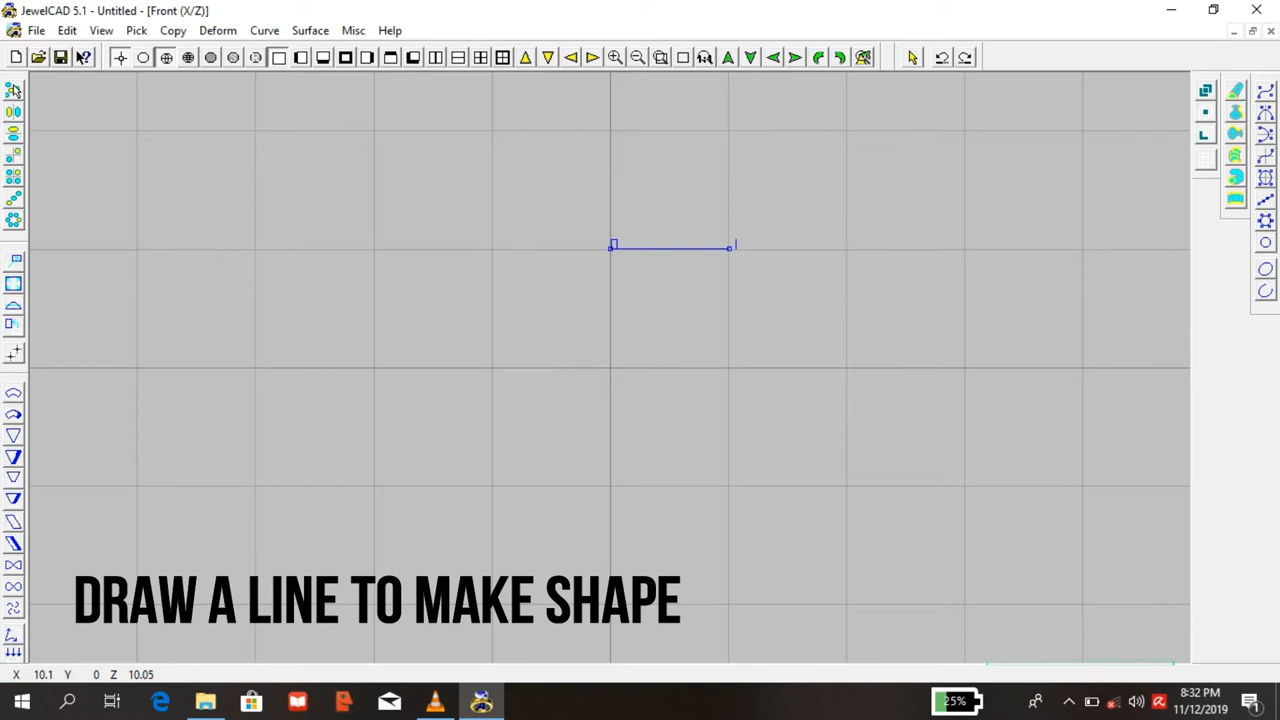 JewelCAD 5.1 - Untitled - [Front (X/Z)]
File Edit View Pick Copy Deform Curve Surface Misc Help
DRAW A LINE TO MAKE SHAPE
X 10.1 Y 0 Z 10.05
25%
8:32 PM
11/12/2019